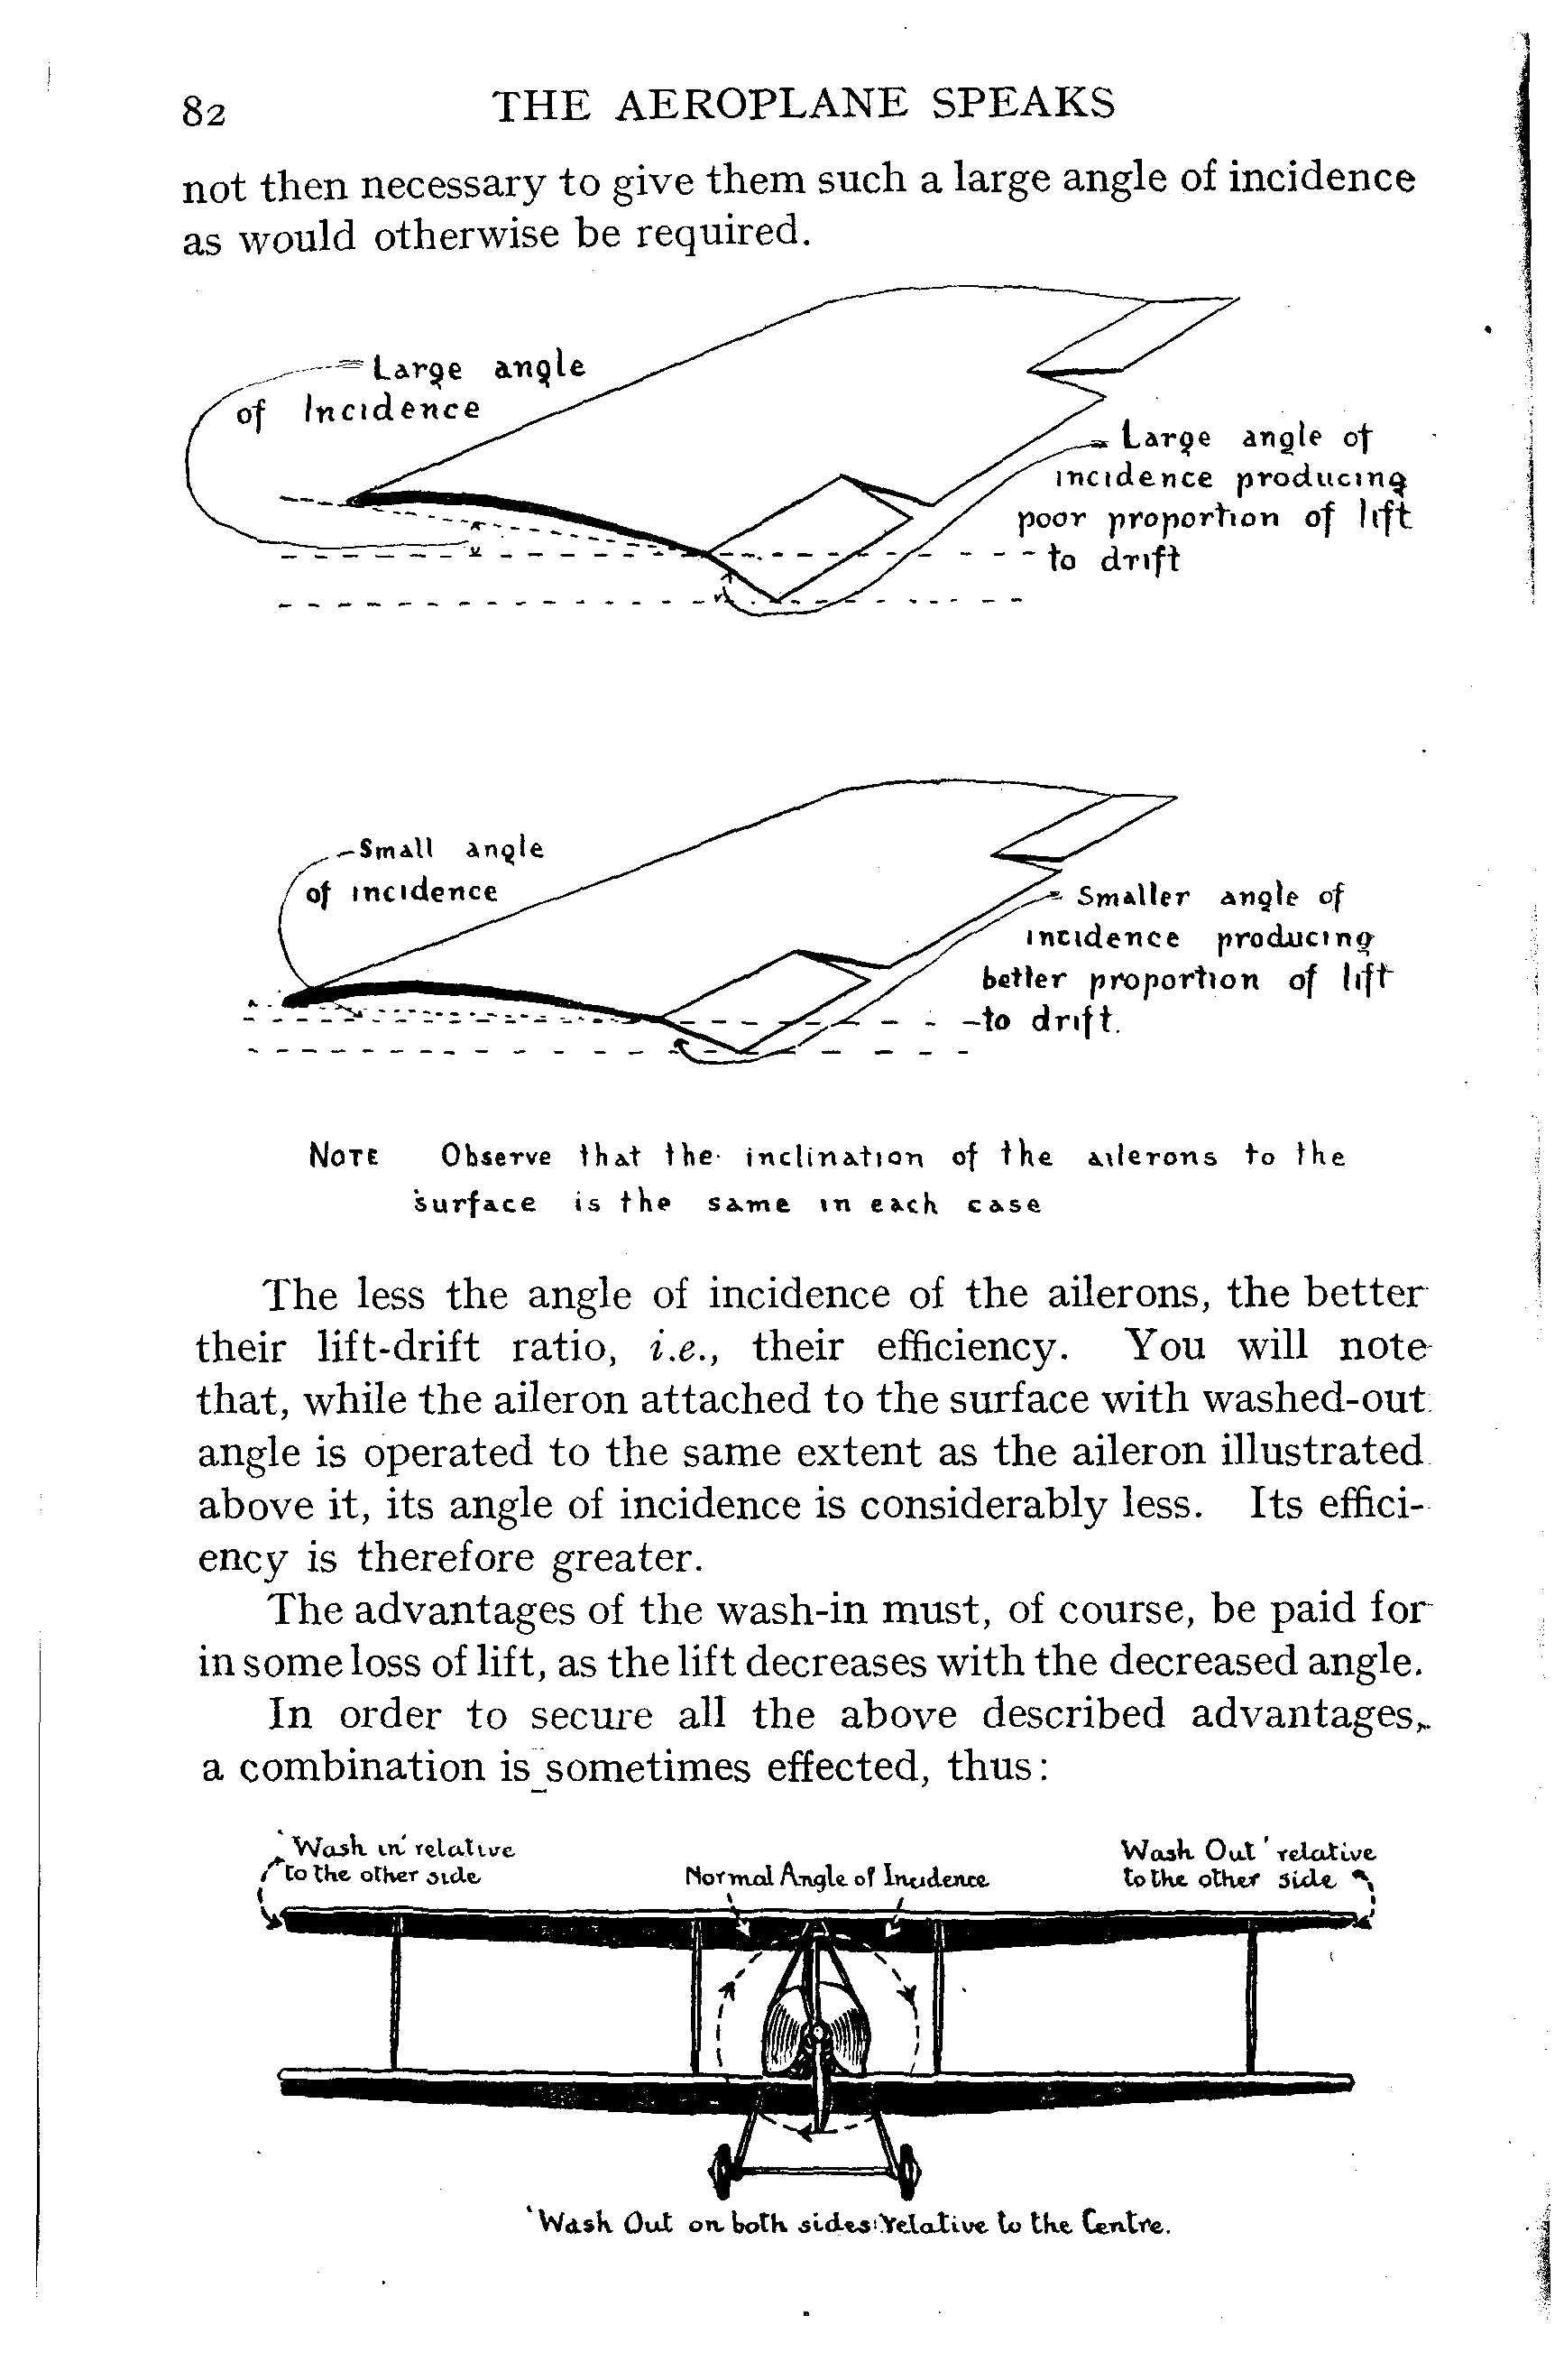 82 THE AEROPLANE SPEAKS
not then necessary to give them such a large angle of incidence
as would otherwise be required.
Large angle
of Incidence
Large angle of
incidence producing
poor proportion of lift
to drift
Small angle
of incidence
Smaller angle of
incidence producing
better proportion of lift
to drift.
NOTE Observe that the inclination of the ailerons to the
surface is the same in each case
The less the angle of incidence of the ailerons, the better
their lift-drift ratio, i.e., their efficiency. You will note
that, while the aileron attached to the surface with washed-out
angle is operated to the same extent as the aileron illustrated
above it, its angle of incidence is considerably less. Its effici-
ency is therefore greater.
The advantages of the wash-in must, of course, be paid for
in some loss of lift, as the lift decreases with the decreased angle.
In order to secure all the above described advantages,
a combination is sometimes effected, thus:
'Wash in' relative
to the other side
Normal Angle of Incidence
Wash Out' relative
to the other side
'Wash Out on both sides' relative to the Centre.